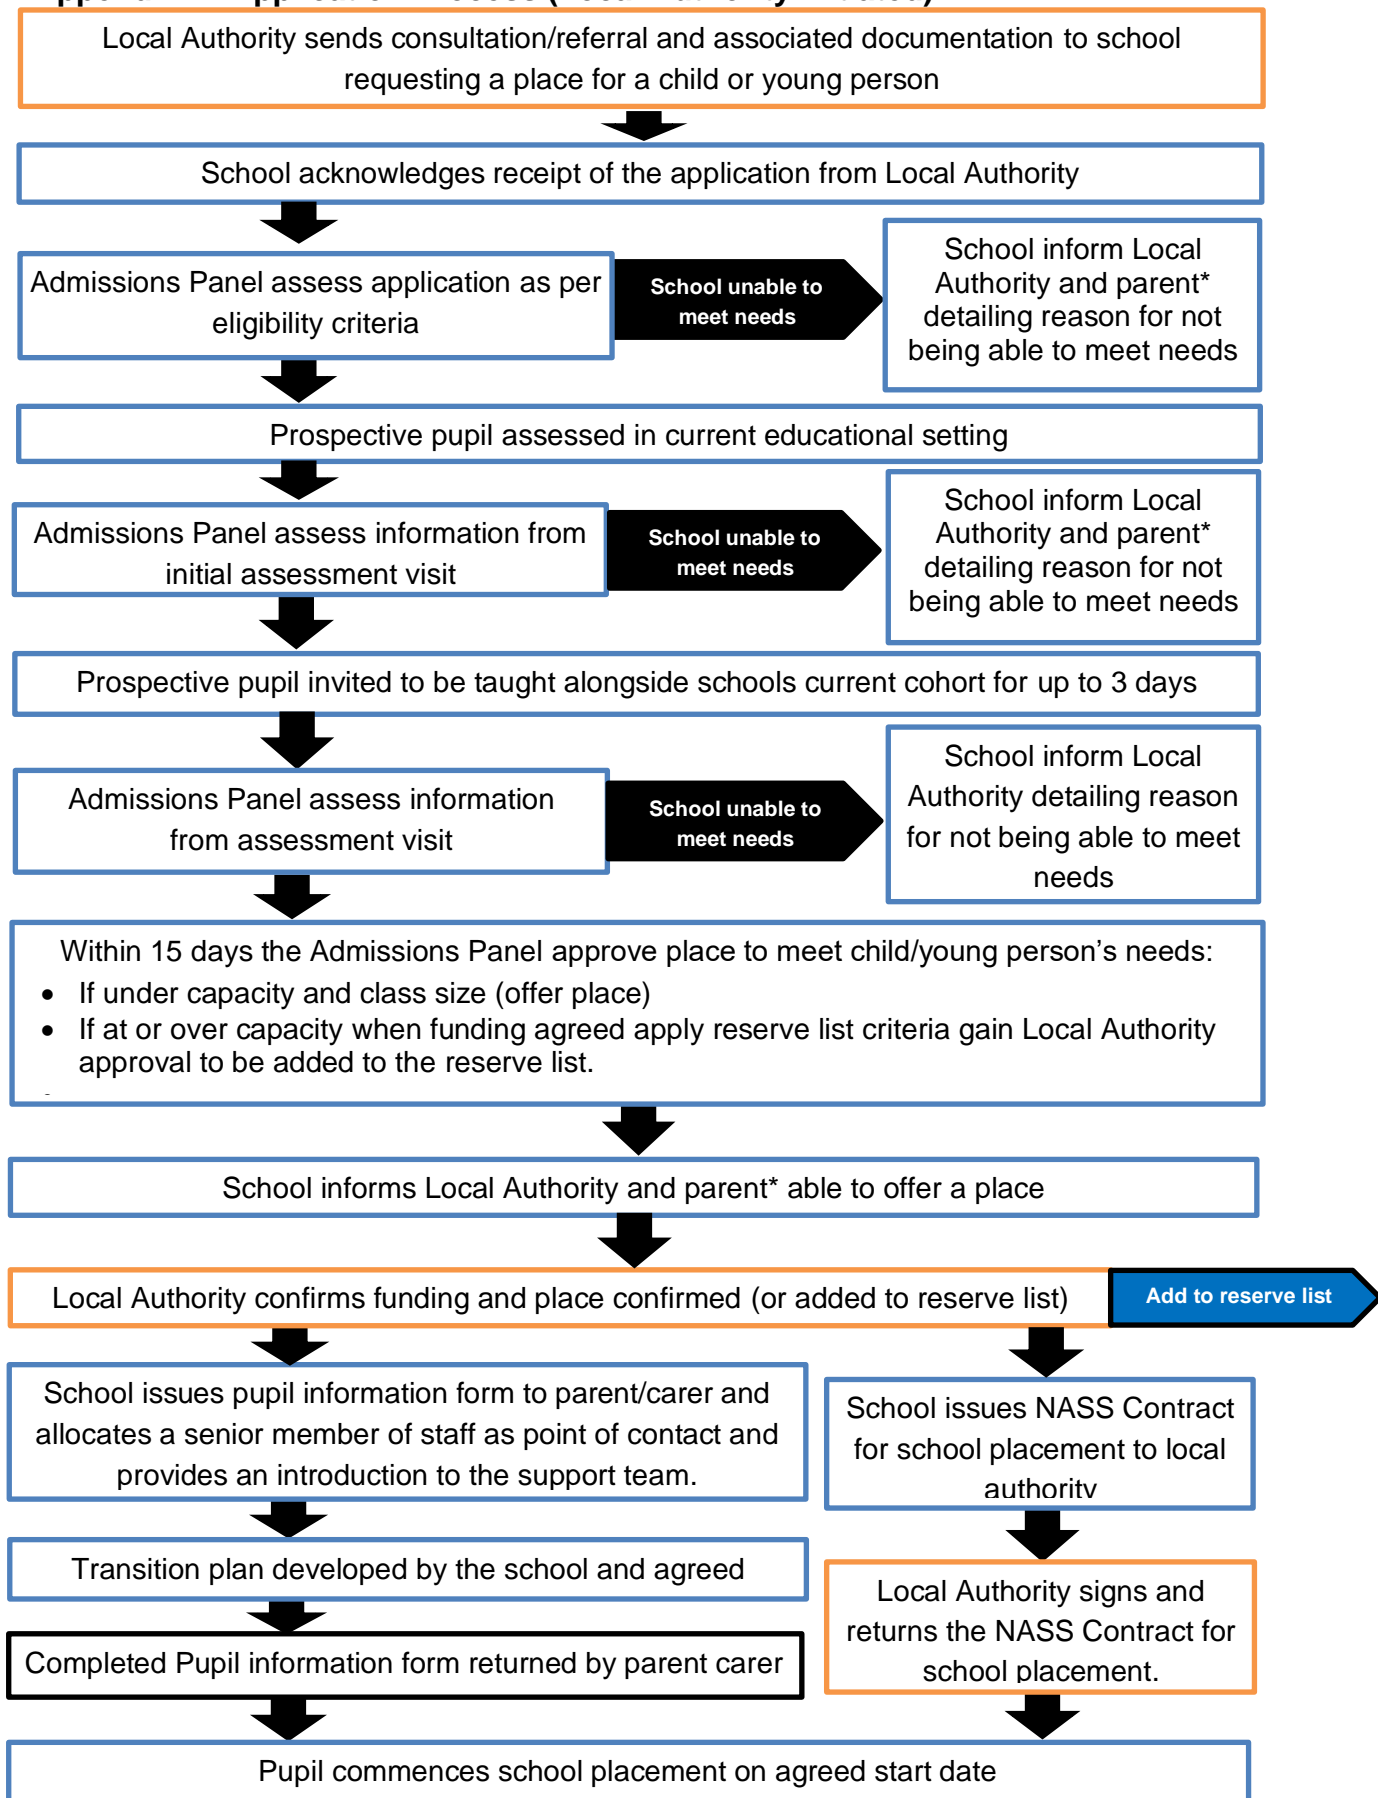 Application Process (Local Authority Initiated)
Local Authority sends consultation/referral and associated documentation to school
requesting a place for a child or young person
School acknowledges receipt of the application from Local Authority
Admissions Panel assess application as per
eligibility criteria
School unable to
meet needs
School inform Local
Authority and parent*
detailing reason for not
being able to meet needs
Prospective pupil assessed in current educational setting
Admissions Panel assess information from
initial assessment visit
School unable to
meet needs
School inform Local
Authority and parent*
detailing reason for not
being able to meet needs
Prospective pupil invited to be taught alongside schools current cohort for up to 3 days
Admissions Panel assess information
from assessment visit
School unable to
meet needs
School inform Local
Authority detailing reason
for not being able to meet
needs
Within 15 days the Admissions Panel approve place to meet child/young person’s needs:
• If under capacity and class size (offer place)
• If at or over capacity when funding agreed apply reserve list criteria gain Local Authority
approval to be added to the reserve list.
School informs Local Authority and parent* able to offer a place
Local Authority confirms funding and place confirmed (or added to reserve list)
Add to reserve list
School issues pupil information form to parent/carer and
allocates a senior member of staff as point of contact and
provides an introduction to the support team.
School issues NASS Contract
for school placement to local
authority
Transition plan developed by the school and agreed
Local Authority signs and
returns the NASS Contract for
school placement.
Completed Pupil information form returned by parent carer
Pupil commences school placement on agreed start date